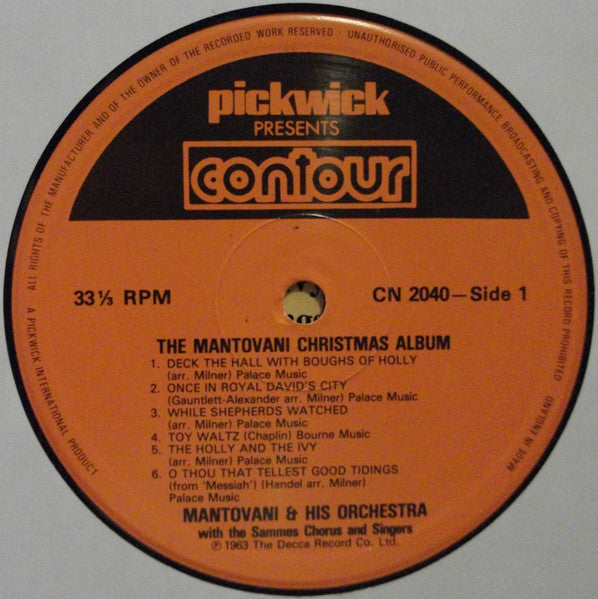 ALL RIGHTS OF THE MANUFACTURER AND OF THE OWNER OF THE RECORDED WORK RESERVED · UNAUTHORISED PUBLIC PERFORMANCE BROADCASTING AND COPYING OF THIS RECORD PROHIBITED
pickwick
PRESENTS
contour
33⅓ RPM
CN 2040—Side 1
THE MANTOVANI CHRISTMAS ALBUM
1. DECK THE HALL WITH BOUGHS OF HOLLY
(arr. Milner) Palace Music
2. ONCE IN ROYAL DAVID'S CITY
(Gauntlett-Alexander arr. Milner) Palace Music
3. WHILE SHEPHERDS WATCHED
(arr. Milner) Palace Music
4. TOY WALTZ (Chaplin) Bourne Music
5. THE HOLLY AND THE IVY
(arr. Milner) Palace Music
6. O THOU THAT TELLEST GOOD TIDINGS
(from 'Messiah') (Handel arr. Milner)
Palace Music
MANTOVANI & HIS ORCHESTRA
with the Sammes Chorus and Singers
℗ 1963 The Decca Record Co. Ltd.
A PICKWICK INTERNATIONAL PRODUCT
MADE IN ENGLAND